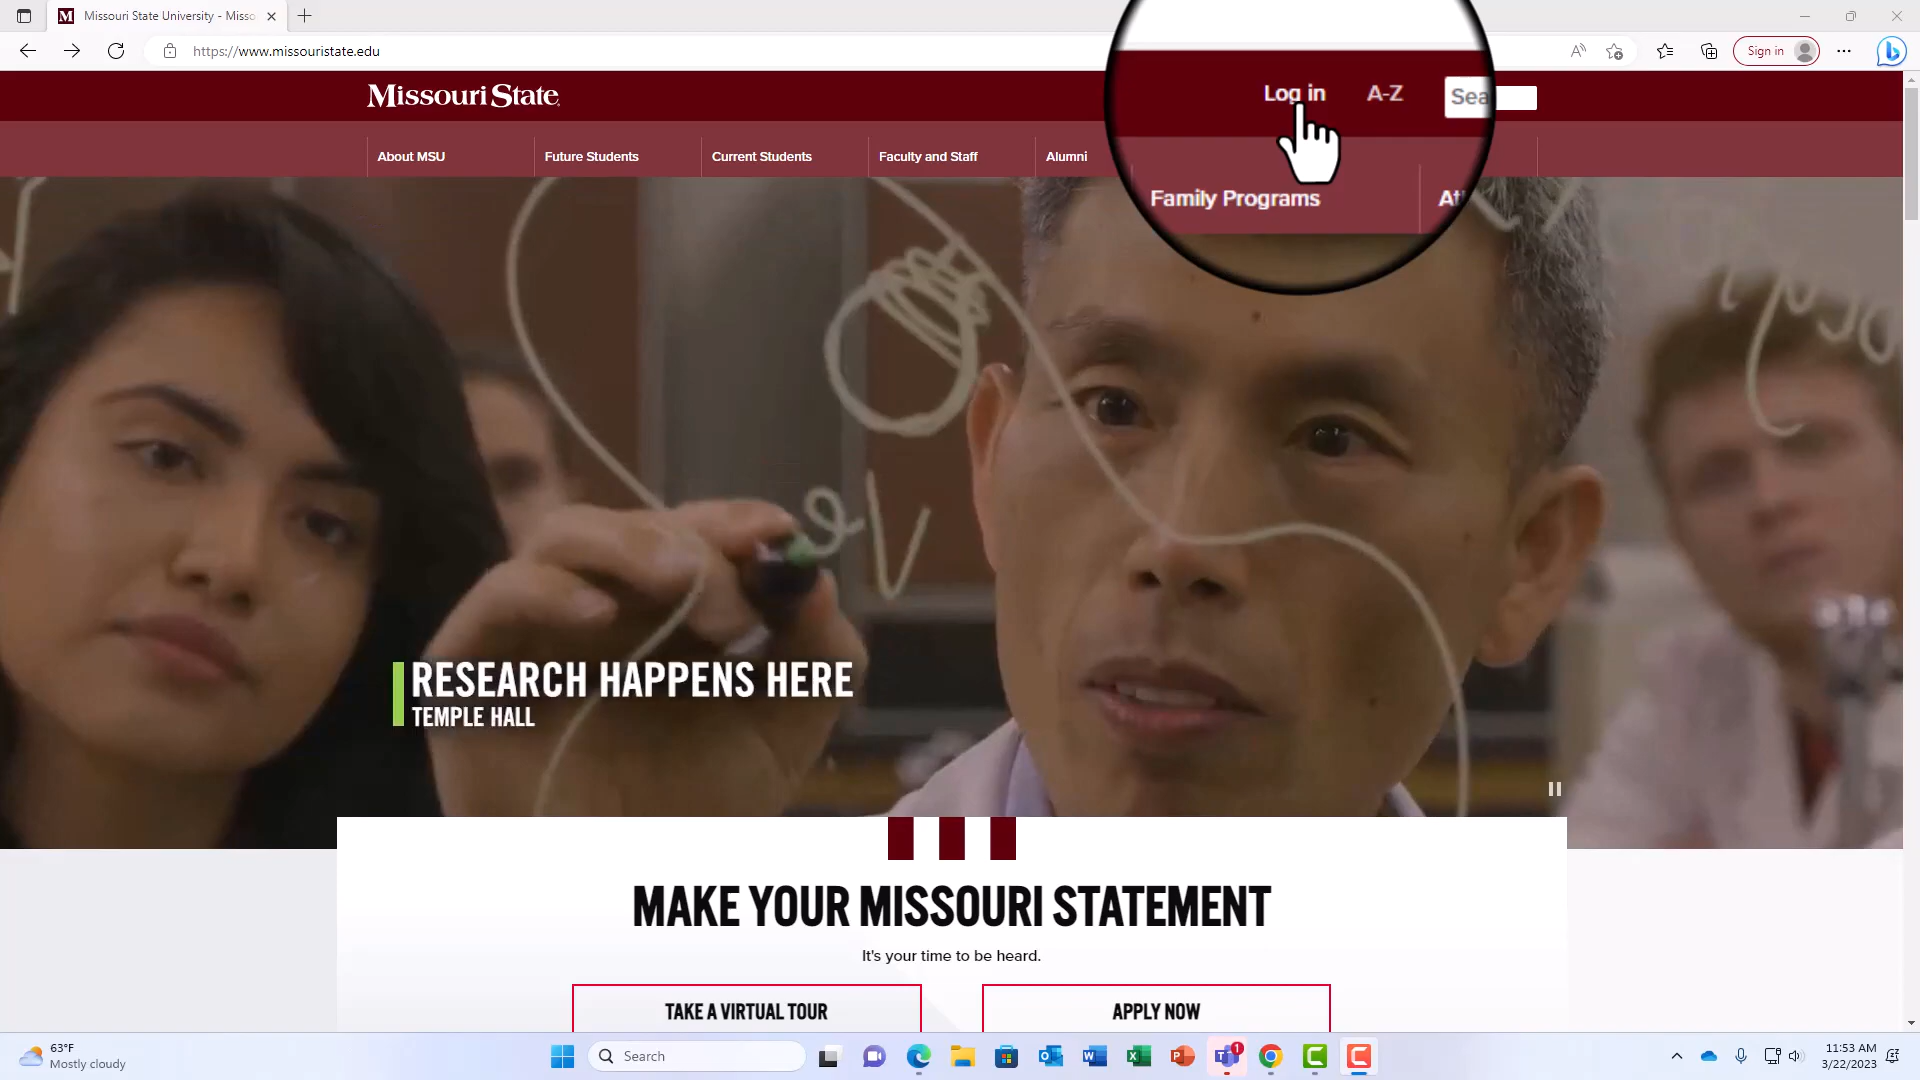 Missouri State University - Misso
https://www.missouristate.edu
Sign in
Missouri State
Log in
A-Z
Sea
About MSU
Future Students
Current Students
Faculty and Staff
Alumni
Family Programs
RESEARCH HAPPENS HERE
TEMPLE HALL
MAKE YOUR MISSOURI STATEMENT
It's your time to be heard.
TAKE A VIRTUAL TOUR
APPLY NOW
63°F
Mostly cloudy
Search
1
11:53 AM
3/22/2023